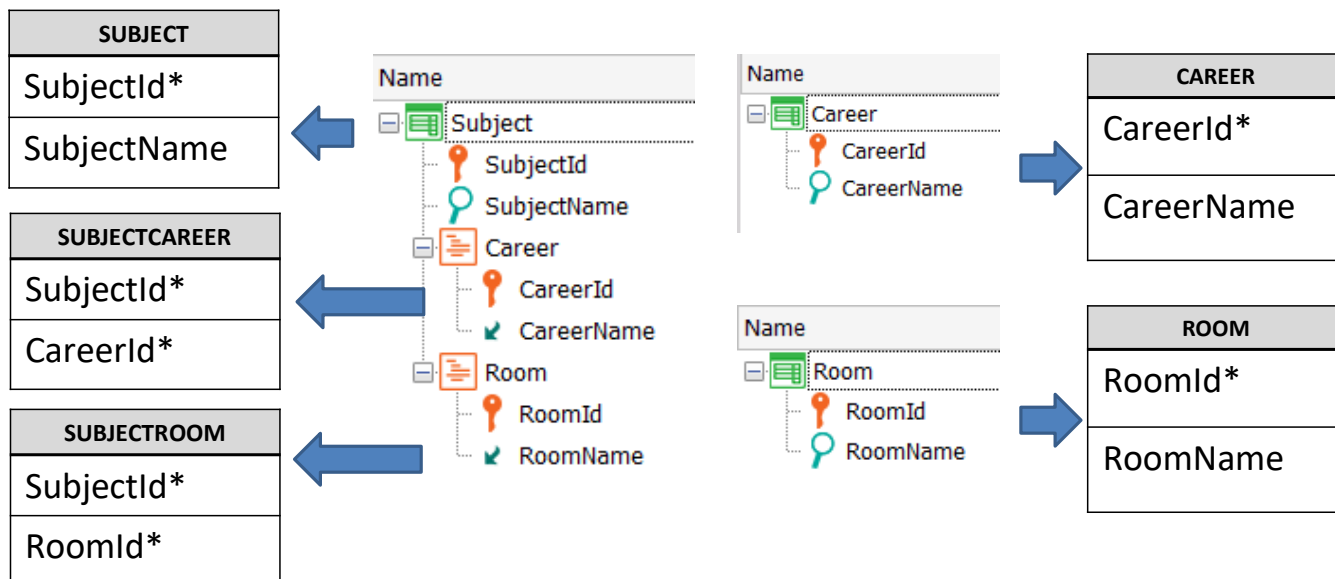 SUBJECT
SubjectId*
SubjectName
SUBJECTCAREER
SubjectId*
CareerId*
SUBJECTROOM
SubjectId*
RoomId*
Name
Subject
SubjectId
SubjectName
Career
CareerId
CareerName
Room
RoomId
RoomName
Name
Career
CareerId
CareerName
Name
Room
RoomId
RoomName
CAREER
CareerId*
CareerName
ROOM
RoomId*
RoomName